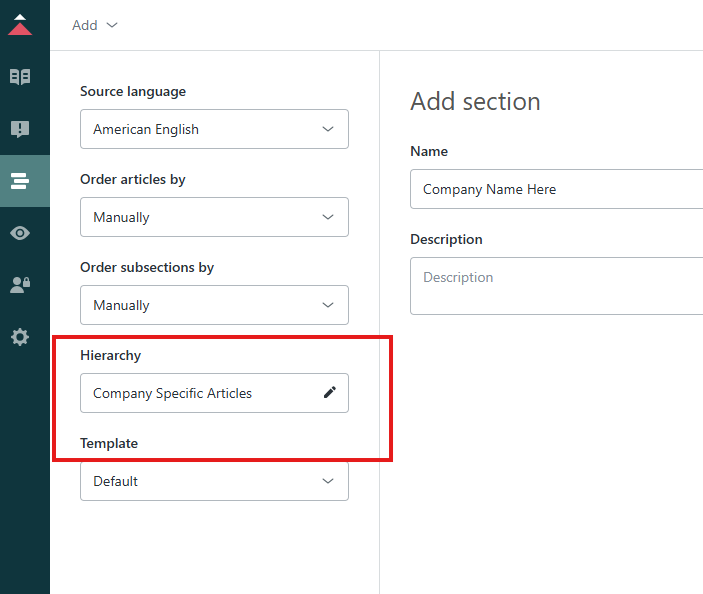 Add
Source language
American English
Order articles by
Manually
Order subsections by
Manually
Hierarchy
Company Specific Articles
Template
Default
Add section
Name
Company Name Here
Description
Description